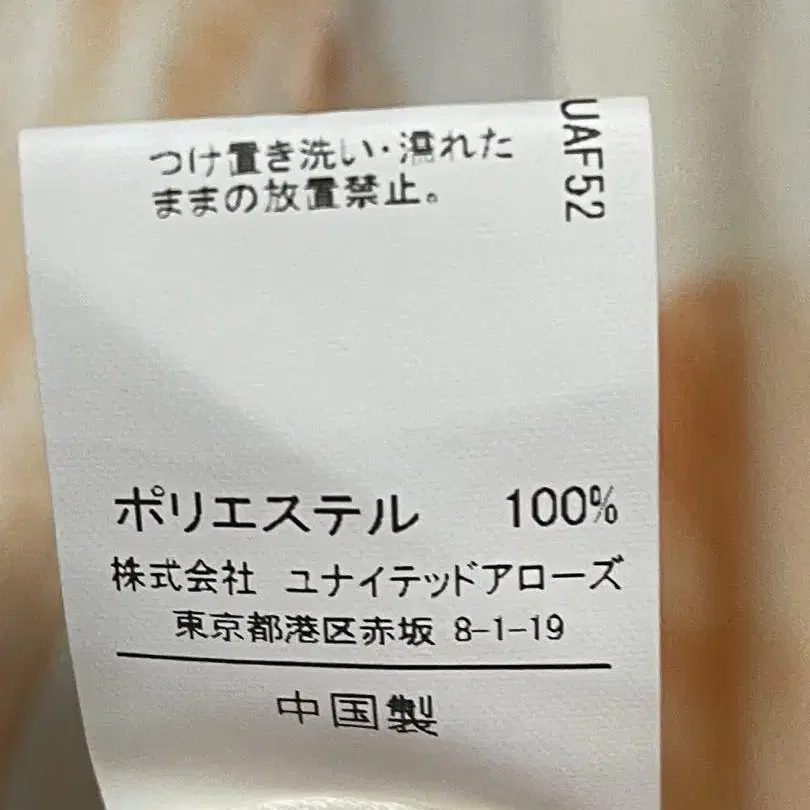 つけ置き洗い・濡れた
ままの放置禁止。
UAF52
ポリエステル 100%
株式会社 ユナイテッドアローズ
東京都港区赤坂 8-1-19
中国製